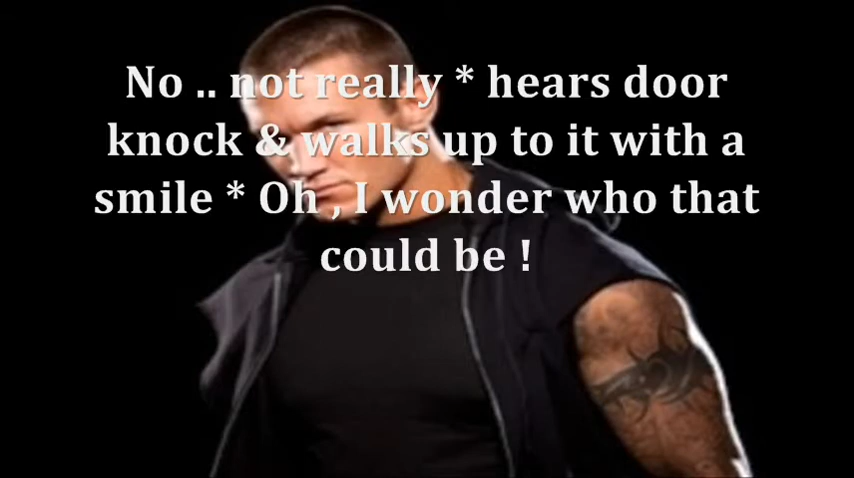 No .. not really * hears door
knock & walks up to it with a
smile * Oh , I wonder who that
could be !